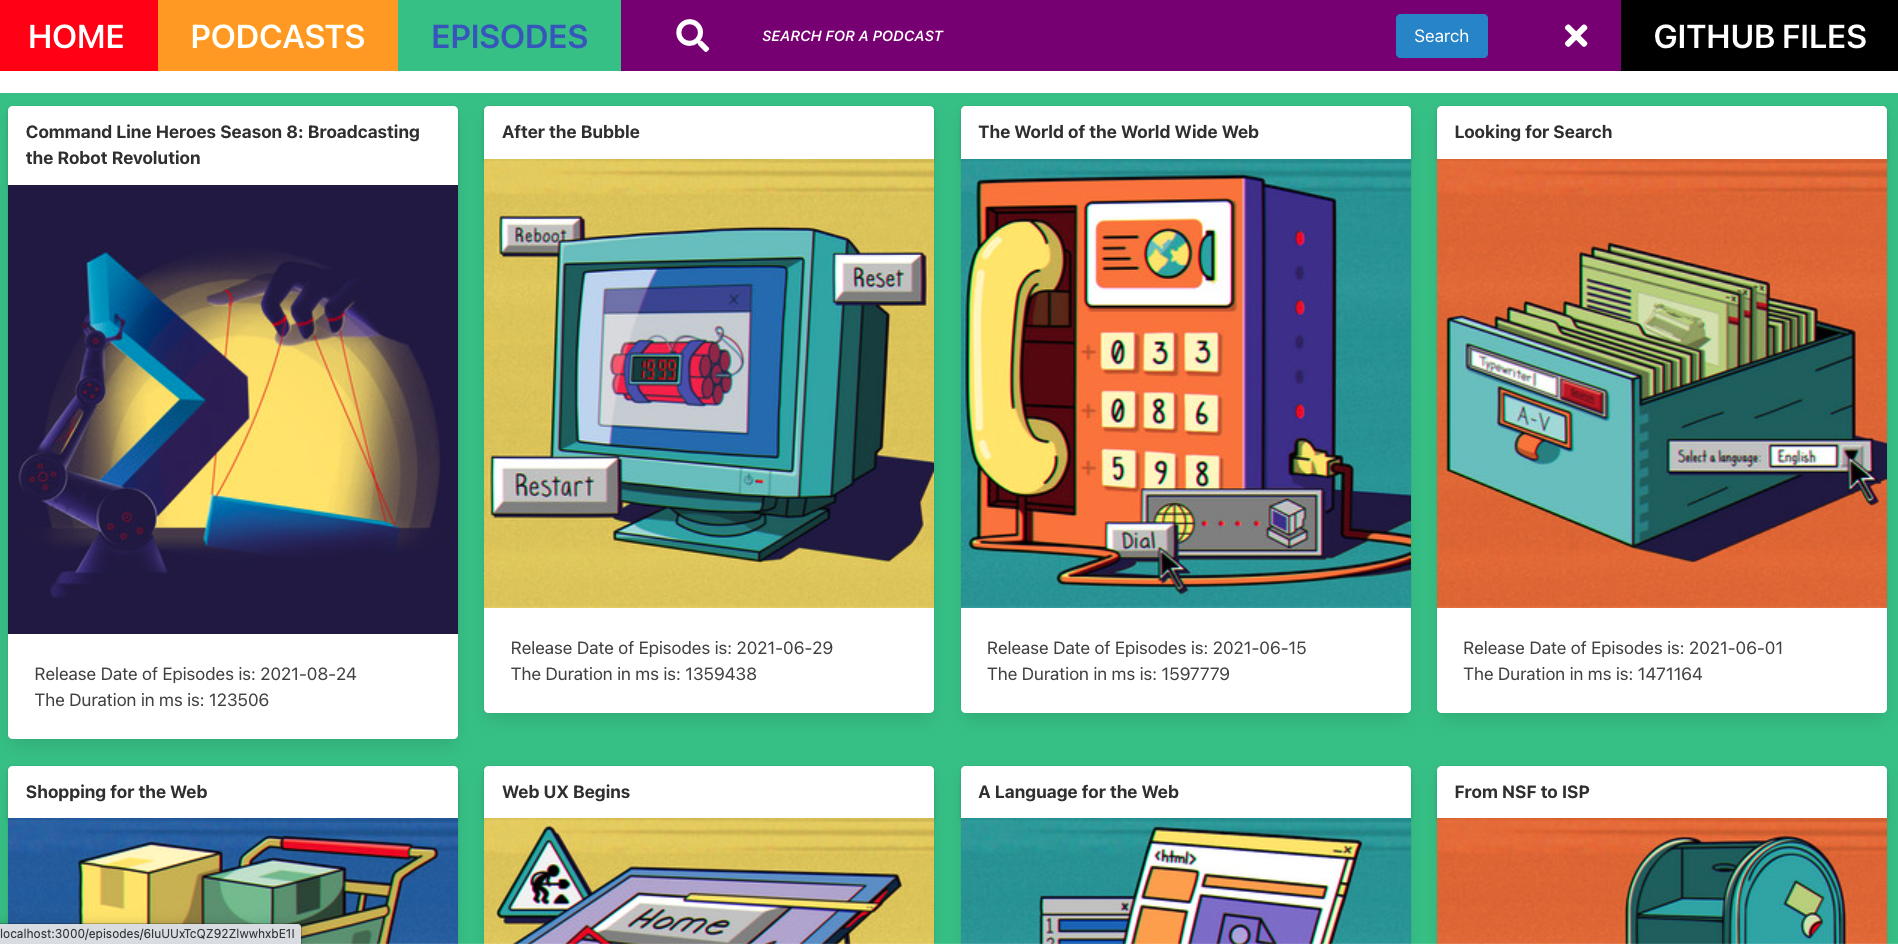 HOME
PODCASTS
EPISODES
SEARCH FOR A PODCAST
Search
GITHUB FILES
Command Line Heroes Season 8: Broadcasting
the Robot Revolution
Release Date of Episodes is: 2021-08-24
The Duration in ms is: 123506
After the Bubble
Reboot
Reset
1999
Restart
Release Date of Episodes is: 2021-06-29
The Duration in ms is: 1359438
The World of the World Wide Web
0 3 3
0 8 6
5 9 8
Dial
Release Date of Episodes is: 2021-06-15
The Duration in ms is: 1597779
Looking for Search
Typewriter
A-V
Select a language: English
Release Date of Episodes is: 2021-06-01
The Duration in ms is: 1471164
Shopping for the Web
Web UX Begins
Home
A Language for the Web
<html>
1
From NSF to ISP